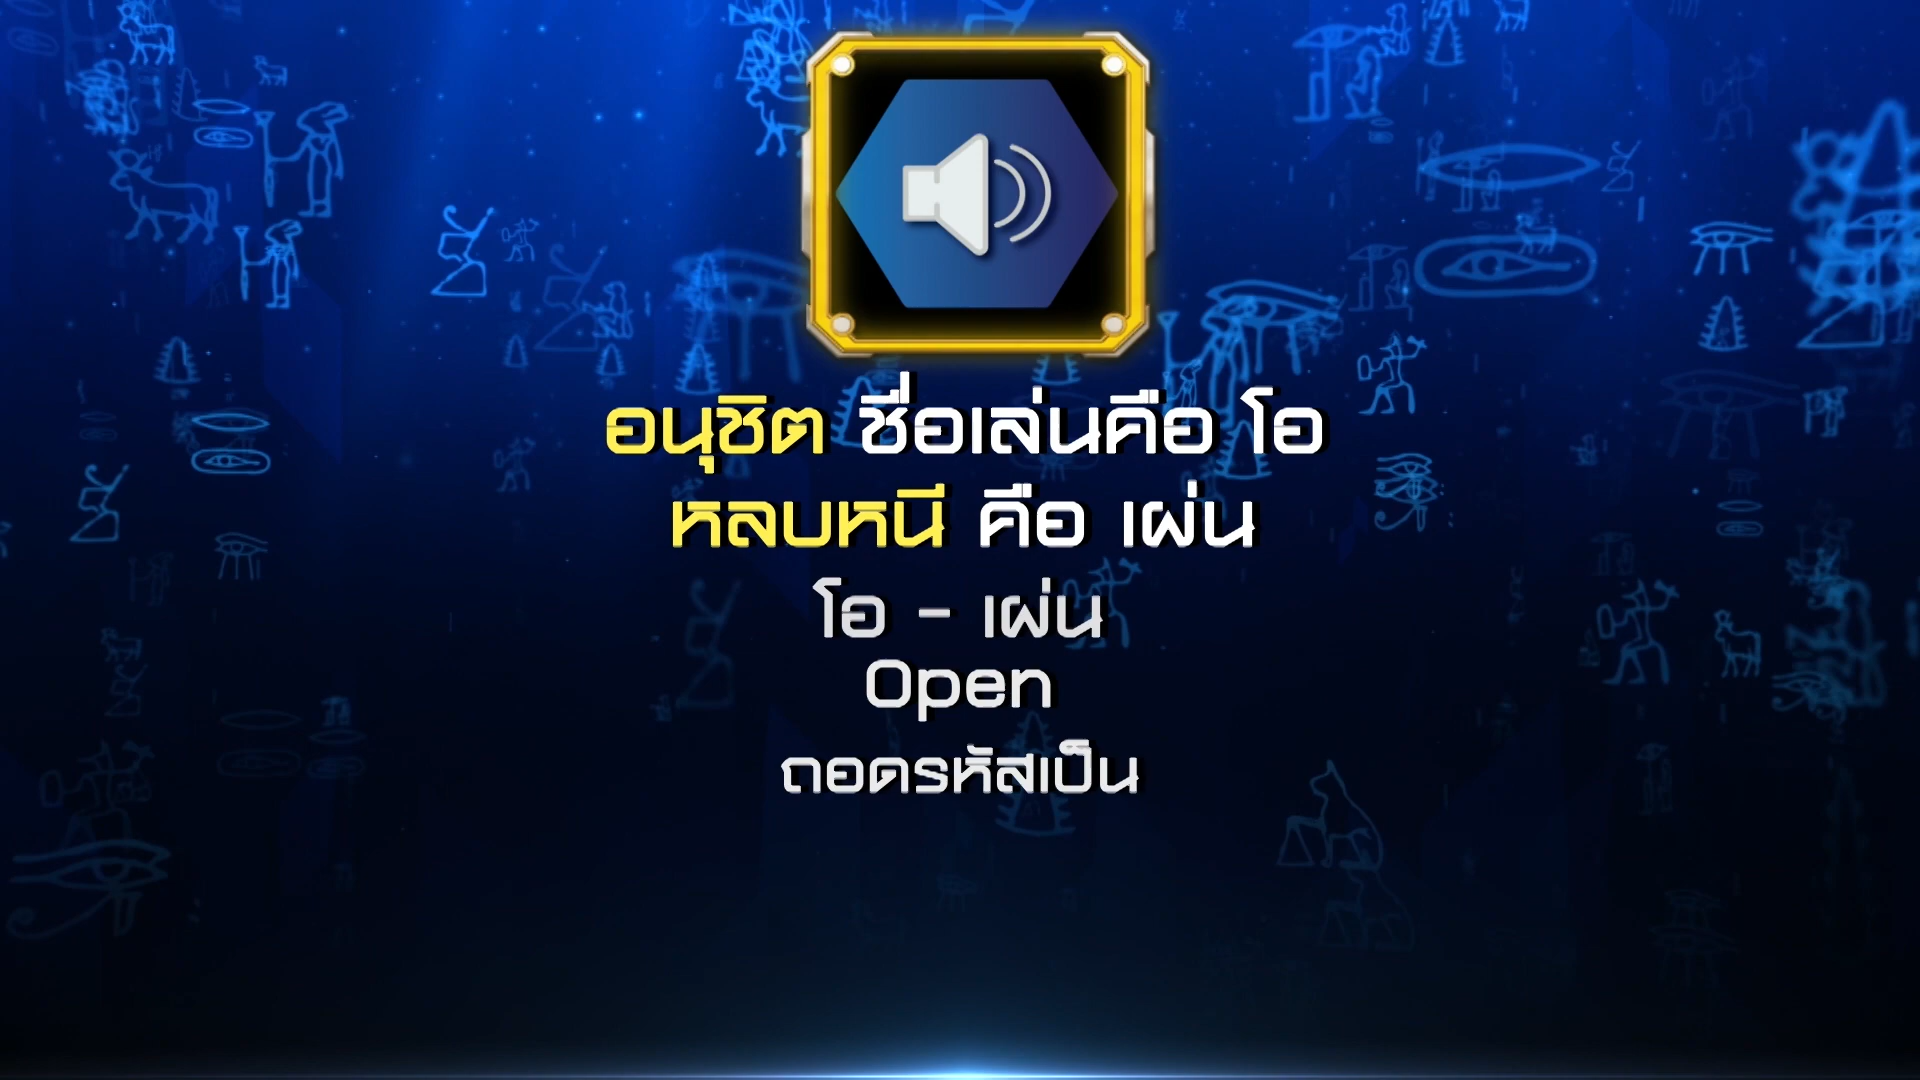 อนุชิต ชื่อเล่นคือ โอ
หลบหนี คือ เผ่น
โอ - เผ่น
Open
ถอดรหัสเป็น